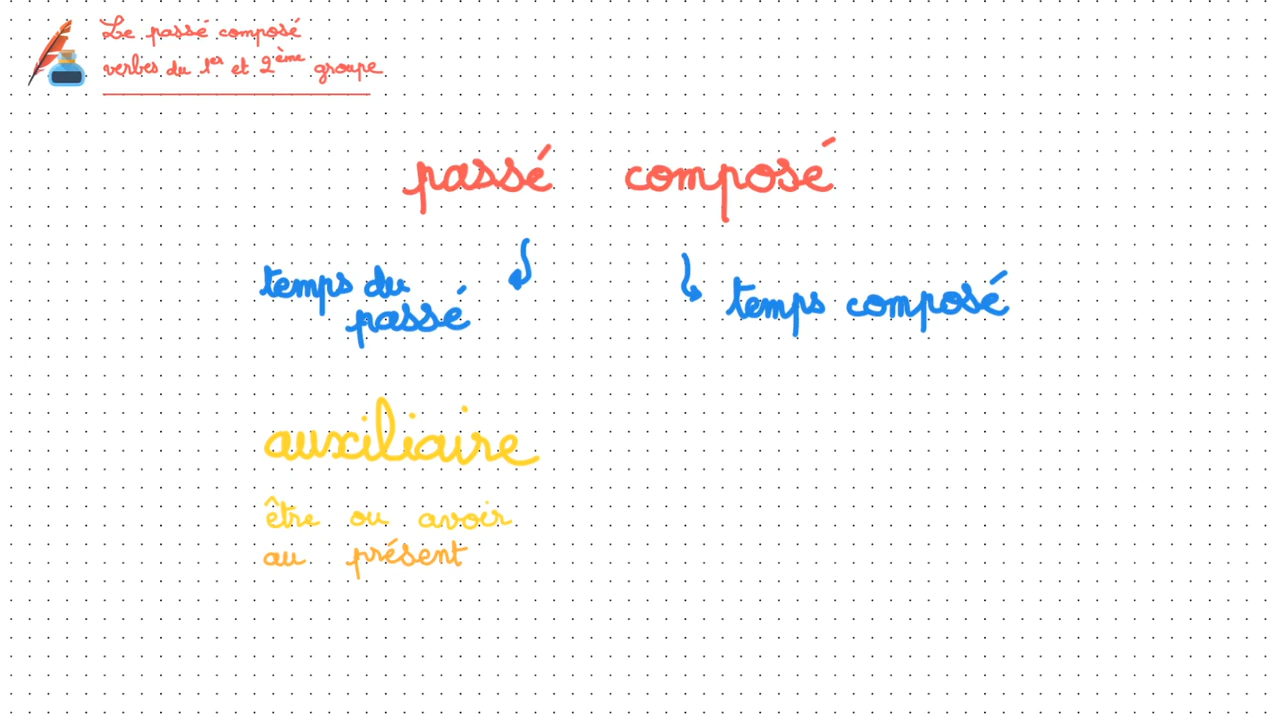 Le passé composé
verbes du 1er et 2ème groupe
passé composé
temps du
passé
temps composé
auxiliaire
être ou avoir
au présent